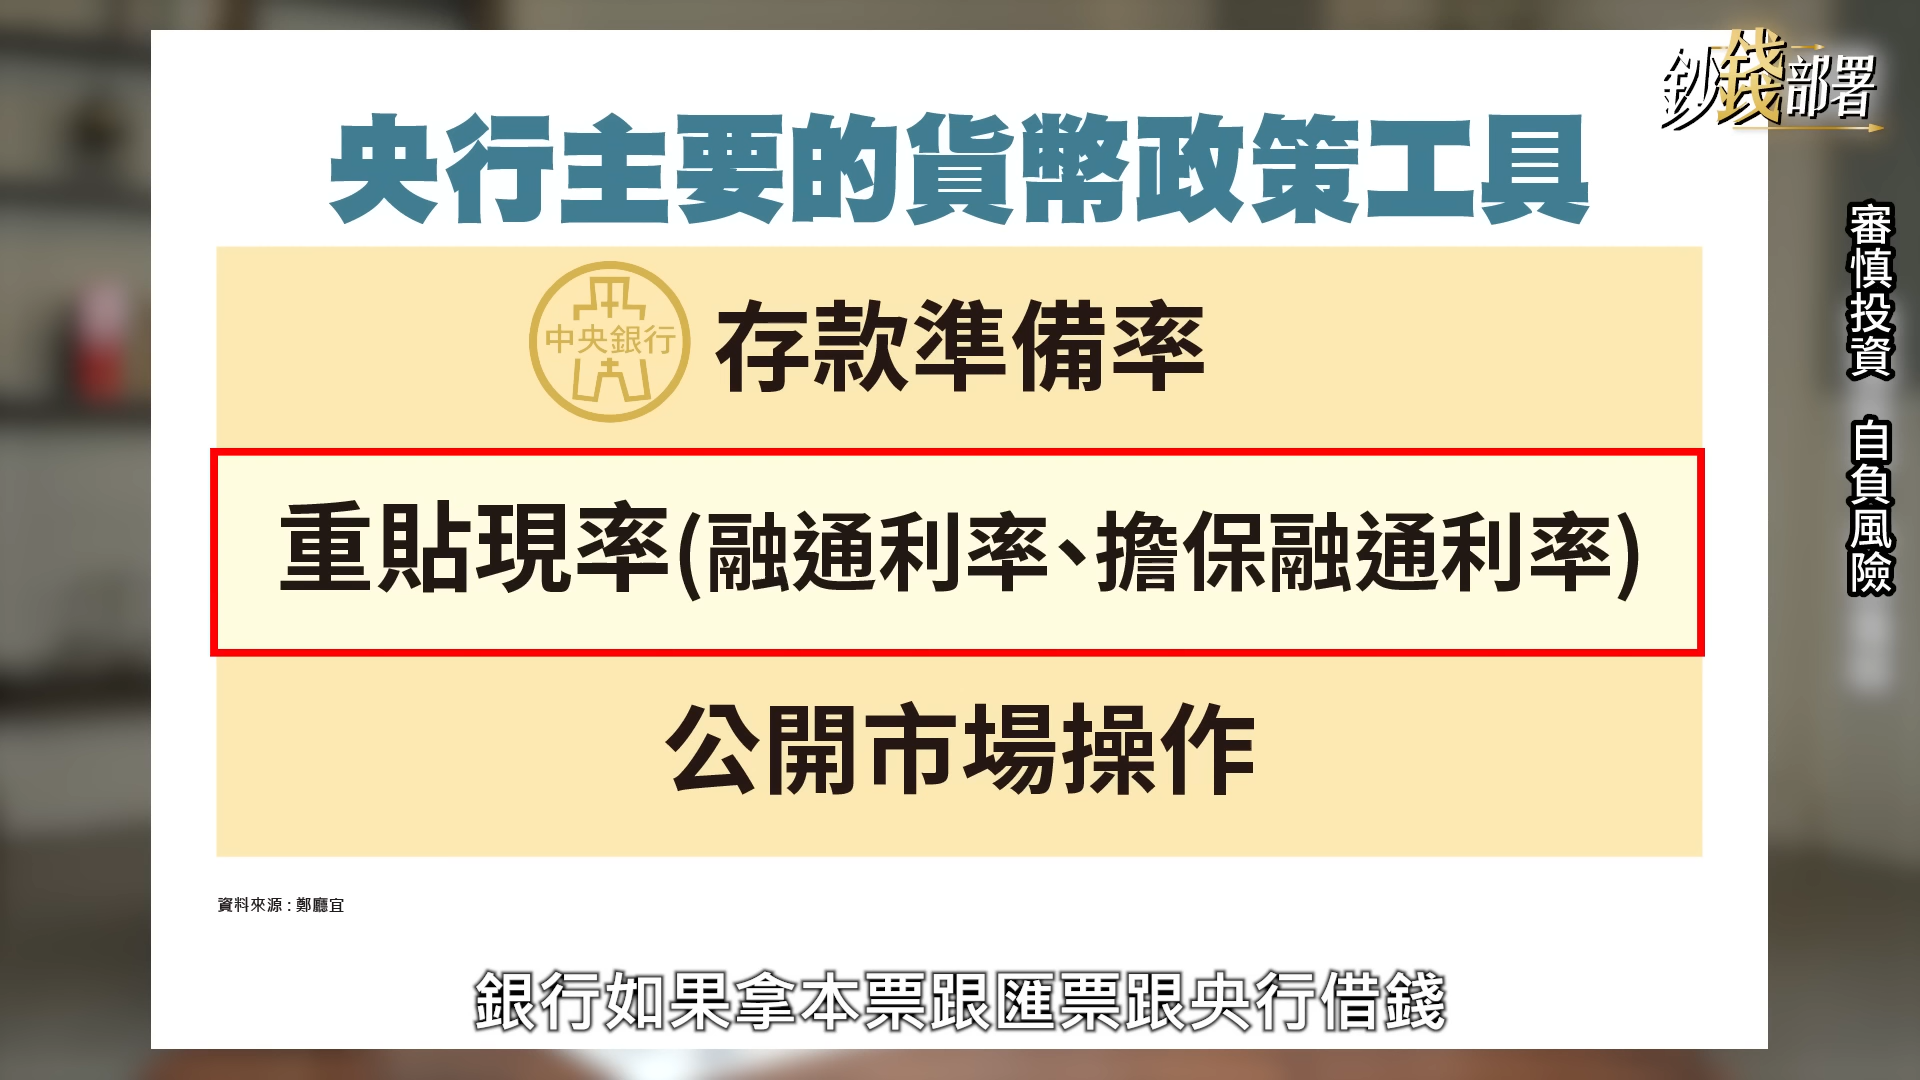 鈔錢部署
央行主要的貨幣政策工具
中央銀行
存款準備率
重貼現率(融通利率、擔保融通利率)
公開市場操作
資料來源:鄭廳宜
銀行如果拿本票跟匯票跟央行借錢
審慎投資 自負風險